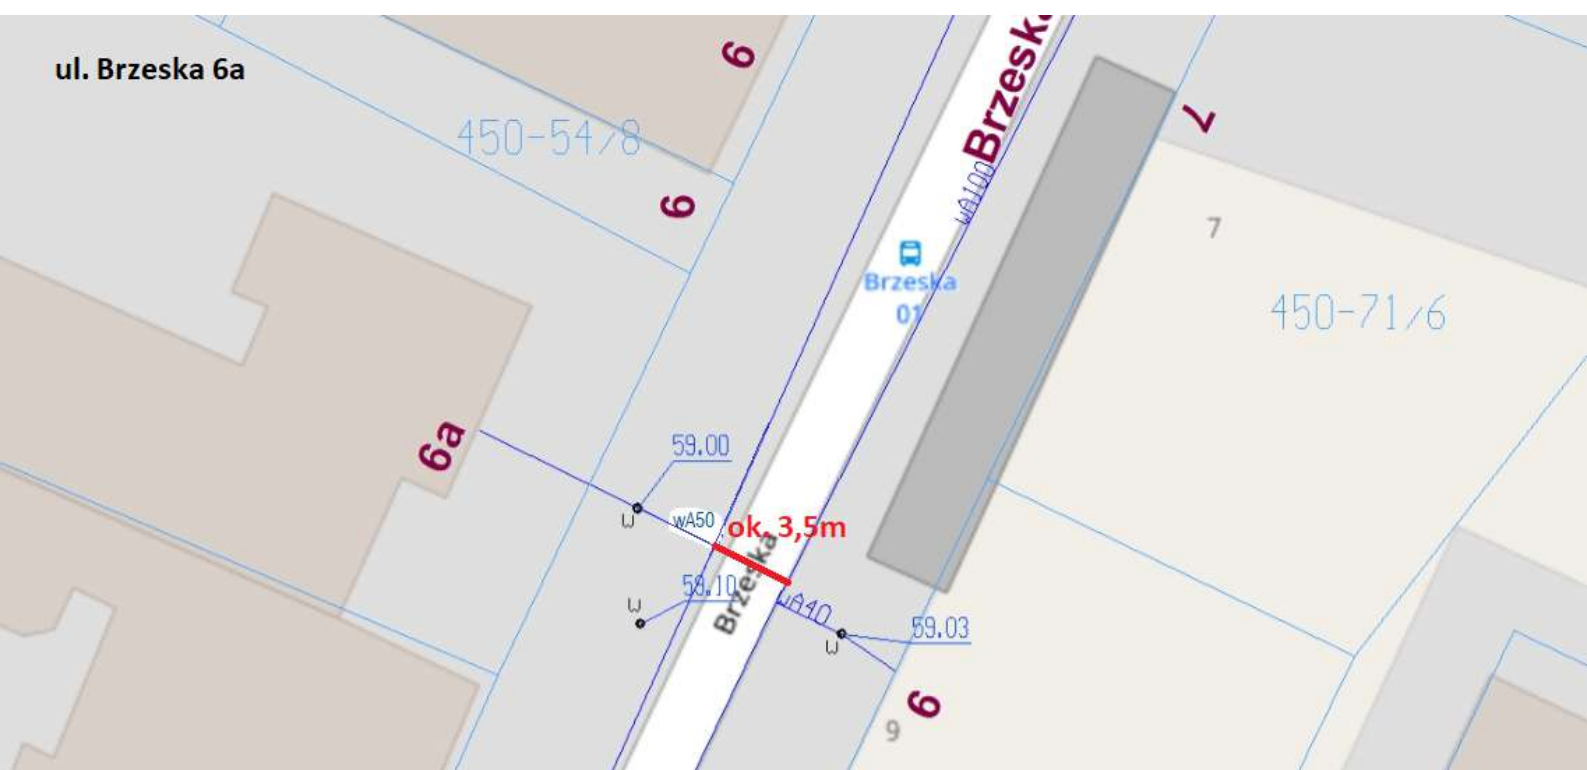 Brzeska
6
ul. Brzeska 6a
7
450-54/8
wA100
6
7
Brzeska
01
450-71/6
6a
59.00
w
wA50
ok. 3,5m
Brzeska
59.10
w
wA40
59.03
w
9
9